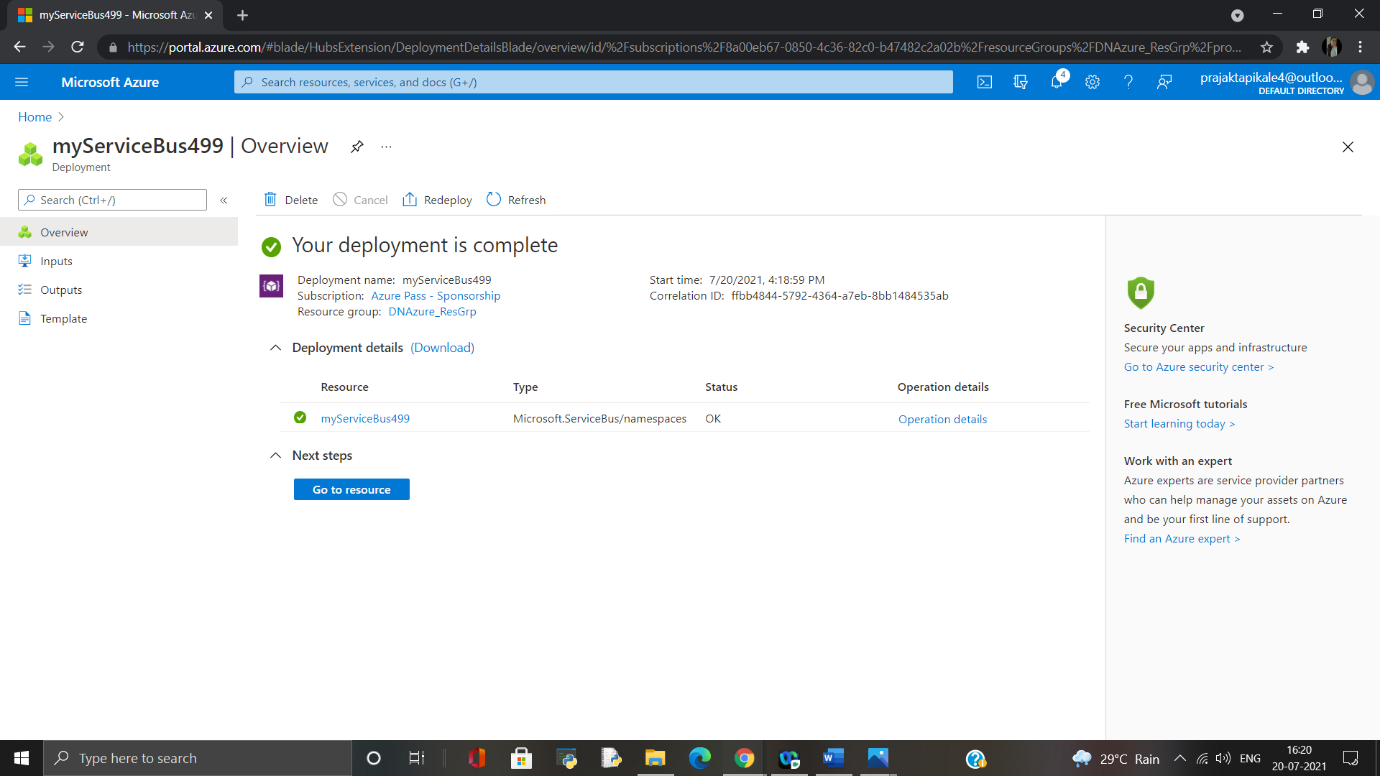 myServiceBus499 - Microsoft Azu
https://portal.azure.com/#blade/HubsExtension/DeploymentDetailsBlade/overview/id/%2Fsubscriptions%2F8a00eb67-0850-4c36-82c0-b47482c2a02b%2FresourceGroups%2FDNAzure_ResGrp%2Fpro...
Microsoft Azure
Search resources, services, and docs (G+/)
4
prajaktapikale4@outloo...
DEFAULT DIRECTORY
Home
myServiceBus499 | Overview
...
Deployment
Search (Ctrl+/)
«
Delete
Cancel
Redeploy
Refresh
Overview
Inputs
Outputs
Template
Your deployment is complete
Deployment name: myServiceBus499
Subscription: Azure Pass - Sponsorship
Resource group: DNAzure_ResGrp
Start time: 7/20/2021, 4:18:59 PM
Correlation ID: ffbb4844-5792-4364-a7eb-8bb1484535ab
Deployment details (Download)
Resource Type Status Operation details
myServiceBus499 Microsoft.ServiceBus/namespaces OK Operation details
Next steps
Go to resource
Security Center
Secure your apps and infrastructure
Go to Azure security center >
Free Microsoft tutorials
Start learning today >
Work with an expert
Azure experts are service provider partners
who can help manage your assets on Azure
and be your first line of support.
Find an Azure expert >
Type here to search
29°C Rain
ENG
16:20
20-07-2021